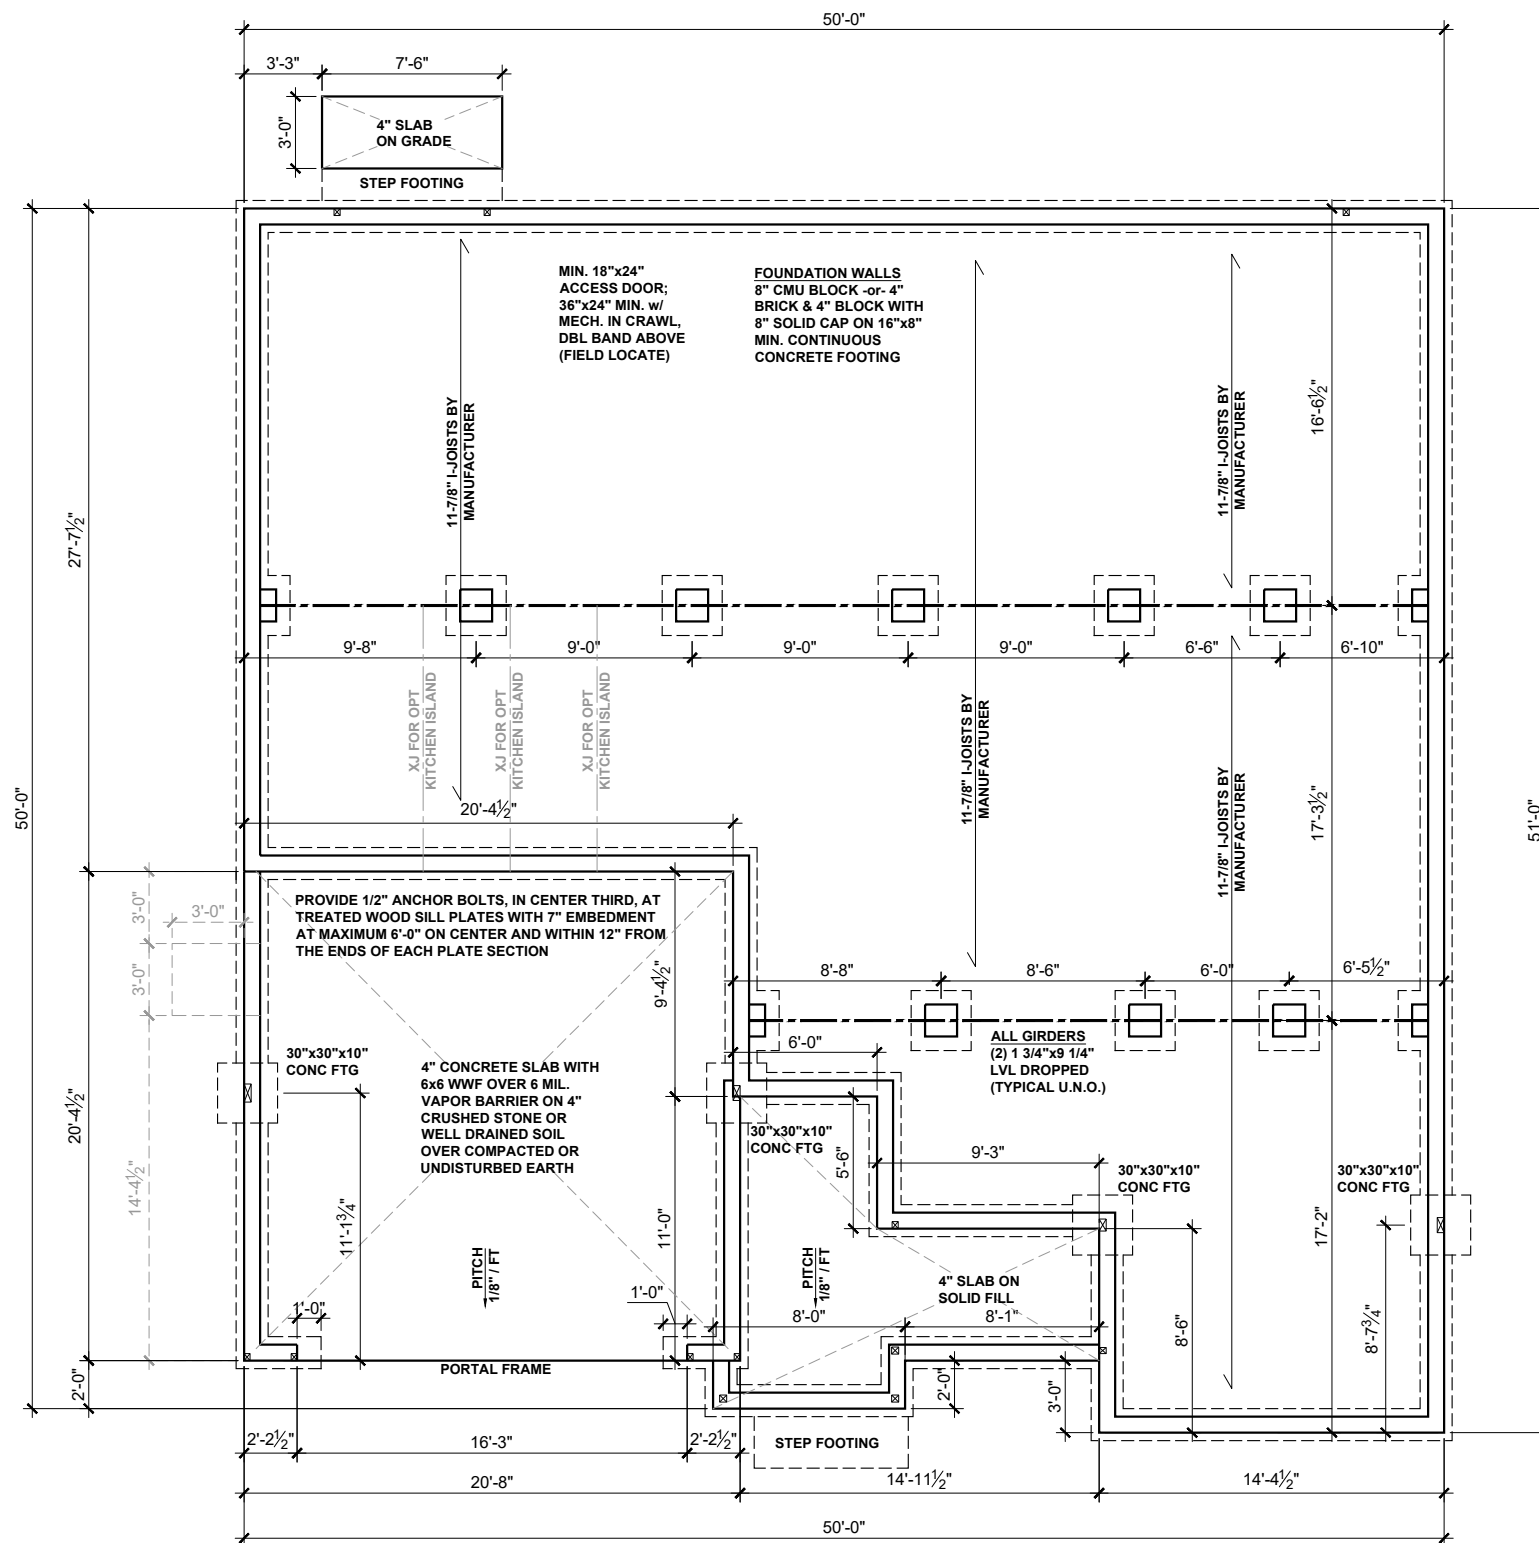 50'-0"
3'-3"
7'-6"
3'-0"
4" SLAB
ON GRADE
STEP FOOTING
MIN. 18"x24"
ACCESS DOOR;
36"x24" MIN. w/
MECH. IN CRAWL,
DBL BAND ABOVE
(FIELD LOCATE)
FOUNDATION WALLS
8" CMU BLOCK -or- 4"
BRICK & 4" BLOCK WITH
8" SOLID CAP ON 16"x8"
MIN. CONTINUOUS
CONCRETE FOOTING
11-7/8" I-JOISTS BY
MANUFACTURER
11-7/8" I-JOISTS BY
MANUFACTURER
16'-6½"
27'-7½"
9'-8"
9'-0"
9'-0"
9'-0"
6'-6"
6'-10"
XJ FOR OPT
KITCHEN ISLAND
XJ FOR OPT
KITCHEN ISLAND
XJ FOR OPT
KITCHEN ISLAND
11-7/8" I-JOISTS BY
MANUFACTURER
11-7/8" I-JOISTS BY
MANUFACTURER
17'-3½"
50'-0"
51'-0"
20'-4½"
PROVIDE 1/2" ANCHOR BOLTS, IN CENTER THIRD, AT
TREATED WOOD SILL PLATES WITH 7" EMBEDMENT
AT MAXIMUM 6'-0" ON CENTER AND WITHIN 12" FROM
THE ENDS OF EACH PLATE SECTION
3'-0"
3'-0"
3'-0"
14'-4½"
20'-4½"
9'-4½"
8'-8"
8'-6"
6'-0"
6'-5½"
6'-0"
ALL GIRDERS
(2) 1 3/4"x9 1/4"
LVL DROPPED
(TYPICAL U.N.O.)
30"x30"x10"
CONC FTG
4" CONCRETE SLAB WITH
6x6 WWF OVER 6 MIL.
VAPOR BARRIER ON 4"
CRUSHED STONE OR
WELL DRAINED SOIL
OVER COMPACTED OR
UNDISTURBED EARTH
30"x30"x10"
CONC FTG
5'-6"
9'-3"
30"x30"x10"
CONC FTG
30"x30"x10"
CONC FTG
11'-1¾"
11'-0"
17'-2"
PITCH
1/8" / FT
PITCH
1/8" / FT
4" SLAB ON
SOLID FILL
1'-0"
1'-0"
8'-0"
8'-1"
8'-6"
8'-7¾"
PORTAL FRAME
2'-0"
2'-0"
3'-0"
STEP FOOTING
2'-2½"
16'-3"
2'-2½"
20'-8"
14'-11½"
14'-4½"
50'-0"